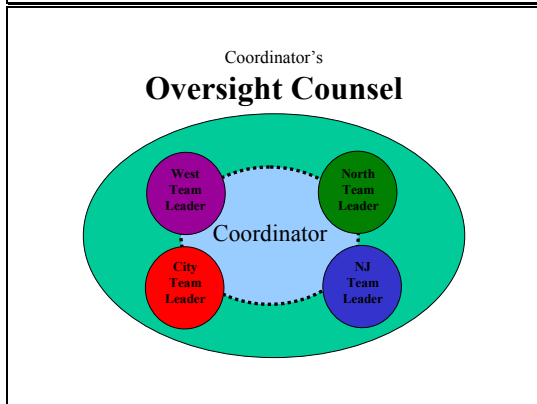 Coordinator's
Oversight Counsel
West
Team
Leader
North
Team
Leader
Coordinator
City
Team
Leader
NJ
Team
Leader